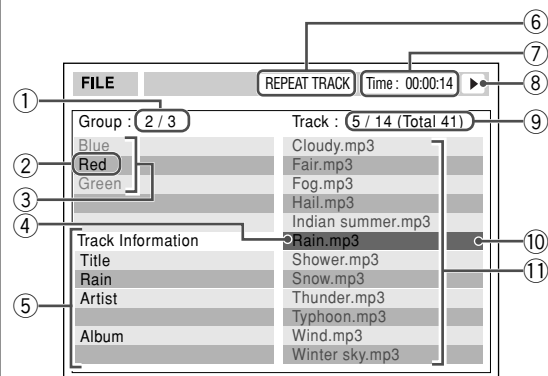 ⑥
⑦
FILE REPEAT TRACK Time : 00:00:14 ⑧
①
Group : 2 / 3 Track : 5 / 14 (Total 41) ⑨
Blue Cloudy.mp3
② Red Fair.mp3
Green Fog.mp3
③ Hail.mp3
④ Indian summer.mp3
Track Information Rain.mp3 ⑩
Title Shower.mp3 ⑪
Rain Snow.mp3
⑤ Artist Thunder.mp3
Typhoon.mp3
Album Wind.mp3
Winter sky.mp3